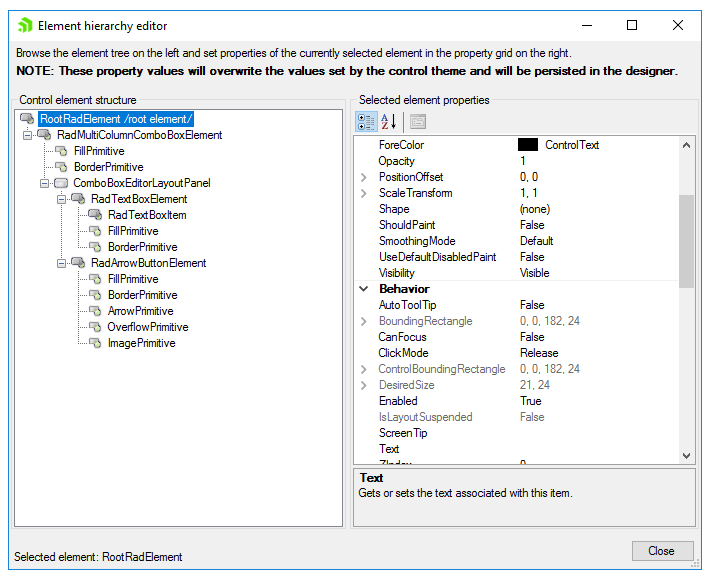 Element hierarchy editor
Browse the element tree on the left and set properties of the currently selected element in the property grid on the right.
NOTE: These property values will overwrite the values set by the control theme and will be persisted in the designer.
Control element structure
RootRadElement /root element/
RadMultiColumnComboBoxElement
FillPrimitive
BorderPrimitive
ComboBoxEditorLayoutPanel
RadTextBoxElement
RadTextBoxItem
FillPrimitive
BorderPrimitive
RadArrowButtonElement
FillPrimitive
BorderPrimitive
ArrowPrimitive
OverflowPrimitive
ImagePrimitive
Selected element properties
ForeColor ControlText
Opacity 1
PositionOffset 0, 0
ScaleTransform 1, 1
Shape (none)
ShouldPaint False
SmoothingMode Default
UseDefaultDisabledPaint False
Visibility Visible
Behavior
AutoToolTip False
BoundingRectangle 0, 0, 182, 24
CanFocus False
ClickMode Release
ControlBoundingRectangle 0, 0, 182, 24
DesiredSize 21, 24
Enabled True
IsLayoutSuspended False
ScreenTip
Text
ZIndex 0
Text
Gets or sets the text associated with this item.
Selected element: RootRadElement
Close